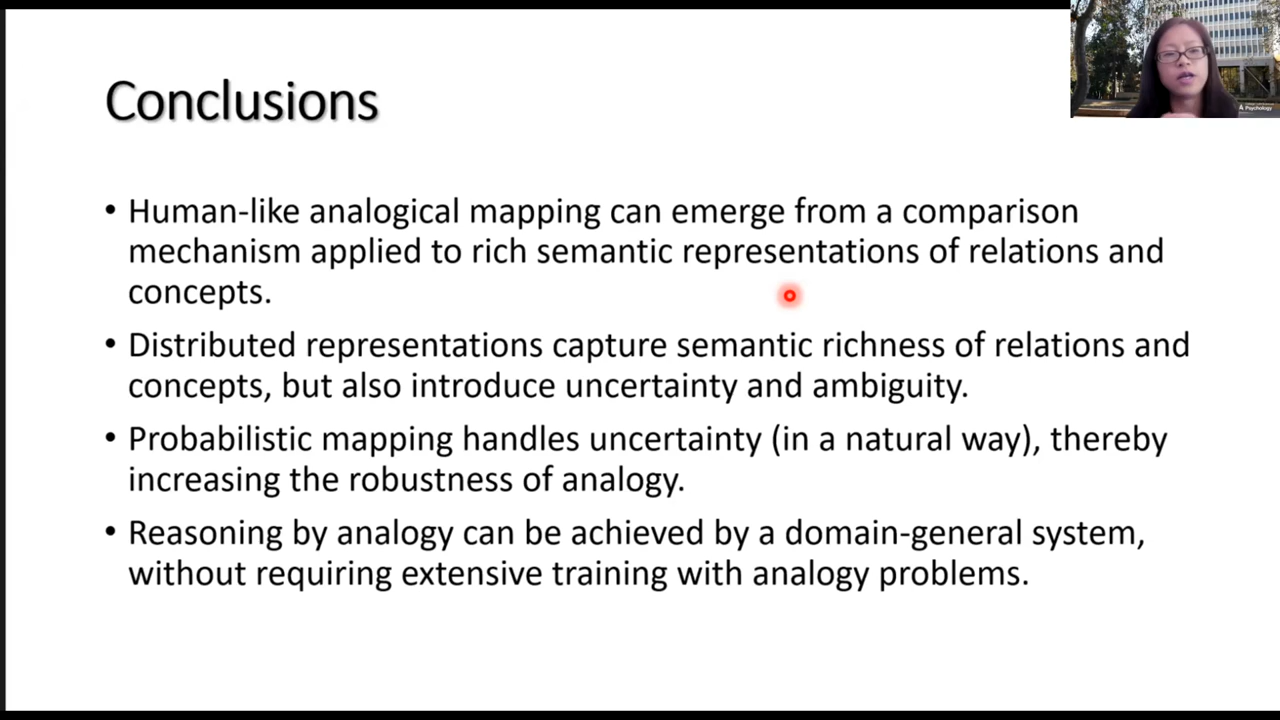 Conclusions
• Human-like analogical mapping can emerge from a comparison
mechanism applied to rich semantic representations of relations and
concepts.
• Distributed representations capture semantic richness of relations and
concepts, but also introduce uncertainty and ambiguity.
• Probabilistic mapping handles uncertainty (in a natural way), thereby
increasing the robustness of analogy.
• Reasoning by analogy can be achieved by a domain-general system,
without requiring extensive training with analogy problems.
Psychology